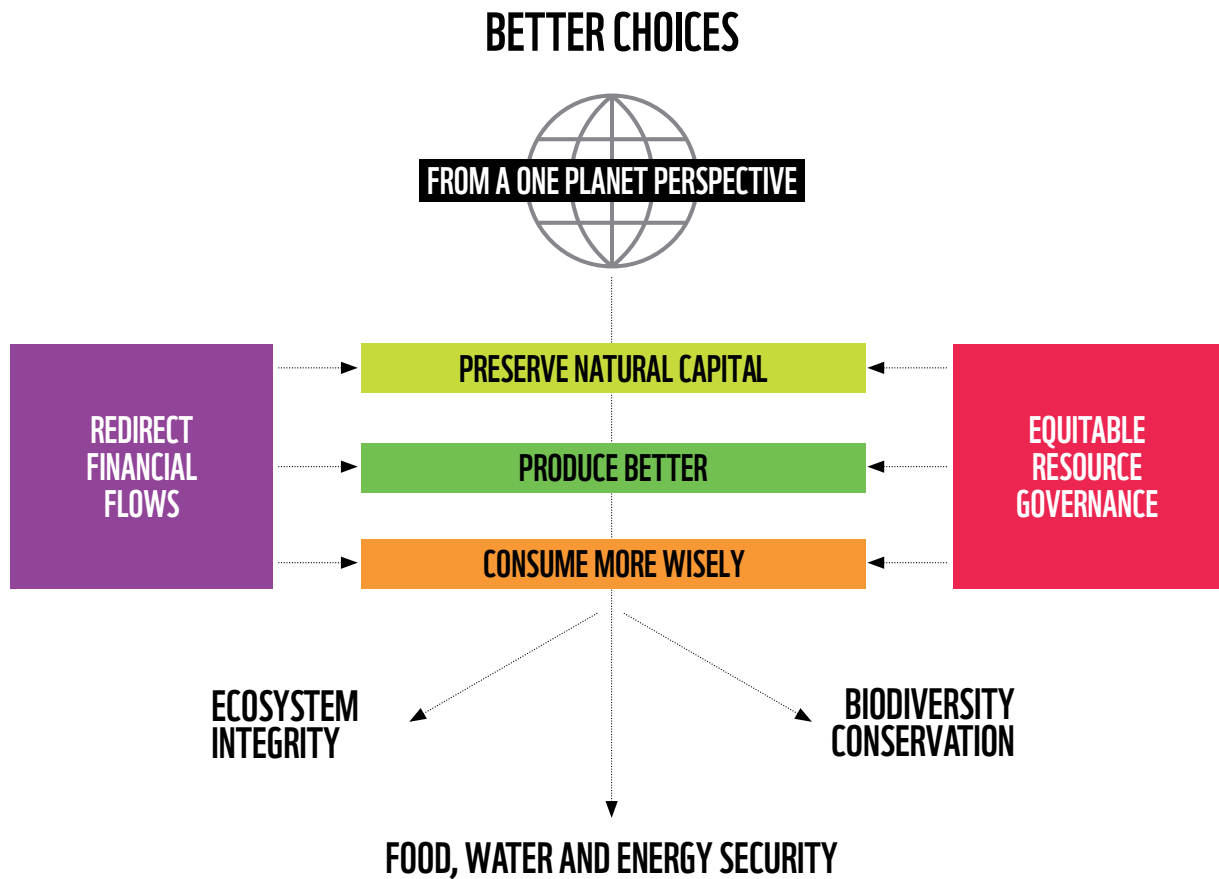 BETTER CHOICES
FROM A ONE PLANET PERSPECTIVE
PRESERVE NATURAL CAPITAL
REDIRECT
FINANCIAL
FLOWS
PRODUCE BETTER
EQUITABLE
RESOURCE
GOVERNANCE
CONSUME MORE WISELY
ECOSYSTEM
INTEGRITY
BIODIVERSITY
CONSERVATION
FOOD, WATER AND ENERGY SECURITY